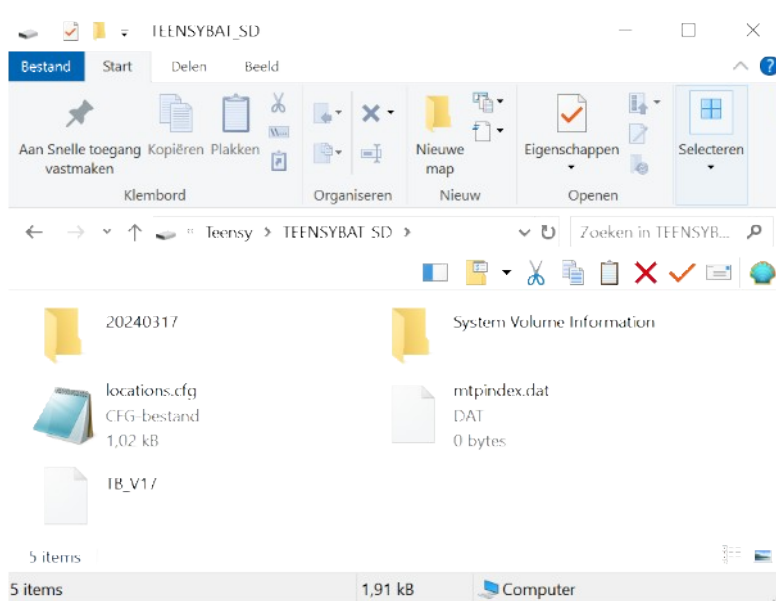 TEENSYBAT_SD
Bestand Start Delen Beeld
Aan Snelle toegang vastmaken Kopiëren Plakken Nieuwe map Eigenschappen Selecteren
Klembord Organiseren Nieuw Openen
Teensy > TEENSYBAT SD >
Zoeken in TEENSYB...
20240317
System Volume Information
locations.cfg
CFG-bestand
1,02 kB
mtpindex.dat
DAT
0 bytes
TB_V17
5 items
5 items 1,91 kB Computer